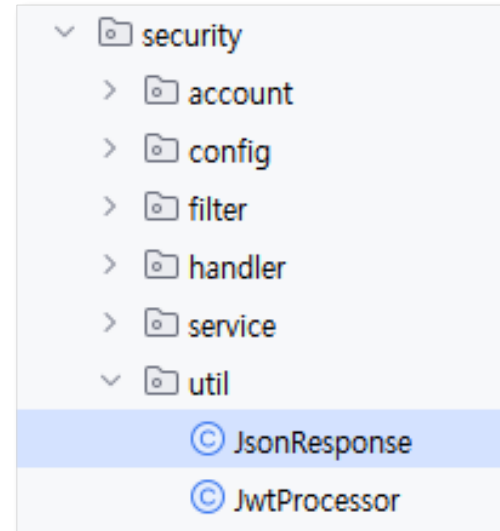 security
account
config
filter
handler
service
util
JsonResponse
JwtProcessor